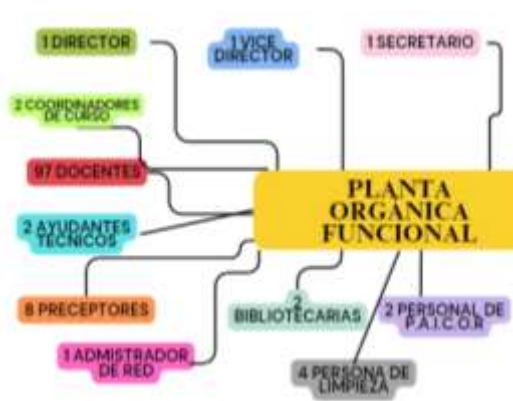 1 DIRECTOR
1 VICE
DIRECTOR
1 SECRETARIO
2 COORDINADORES
DE CURSO
97 DOCENTES
PLANTA
ORGÁNICA
FUNCIONAL
2 AYUDANTES
TECNICOS
8 PRECEPTORES
2
BIBLIOTECARIAS
2 PERSONAL DE
P.A.I.C.O.R
1 ADMISTRADOR
DE RED
4 PERSONA DE
LIMPIEZA